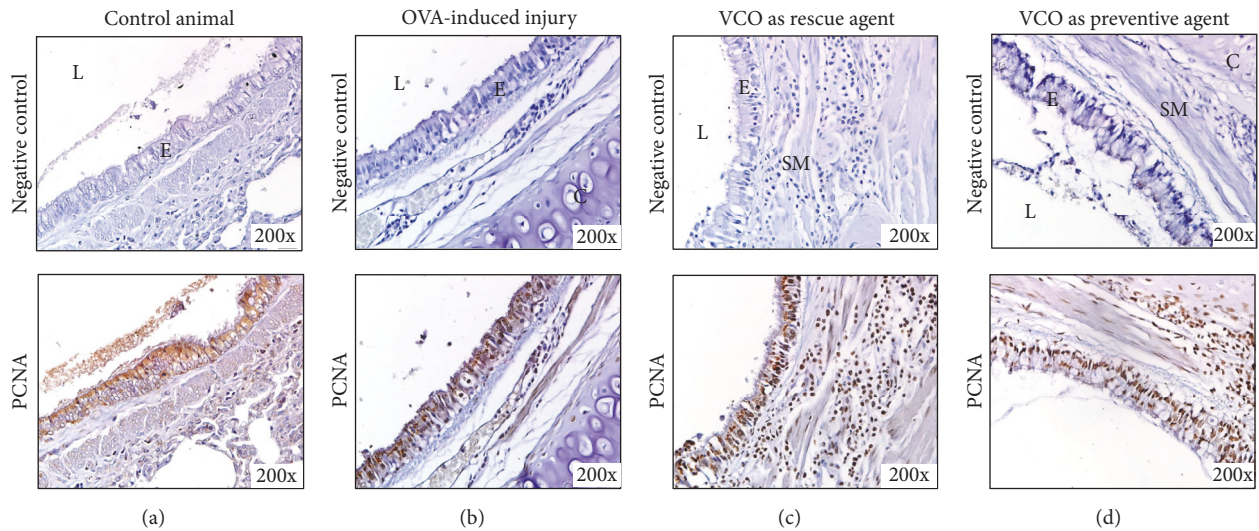 Control animal
OVA-induced injury
VCO as rescue agent
VCO as preventive agent
Negative control
L
E
200x
Negative control
L
E
C
200x
Negative control
L
E
SM
200x
Negative control
L
E
SM
C
200x
PCNA
200x
PCNA
200x
PCNA
200x
PCNA
200x
(a)
(b)
(c)
(d)